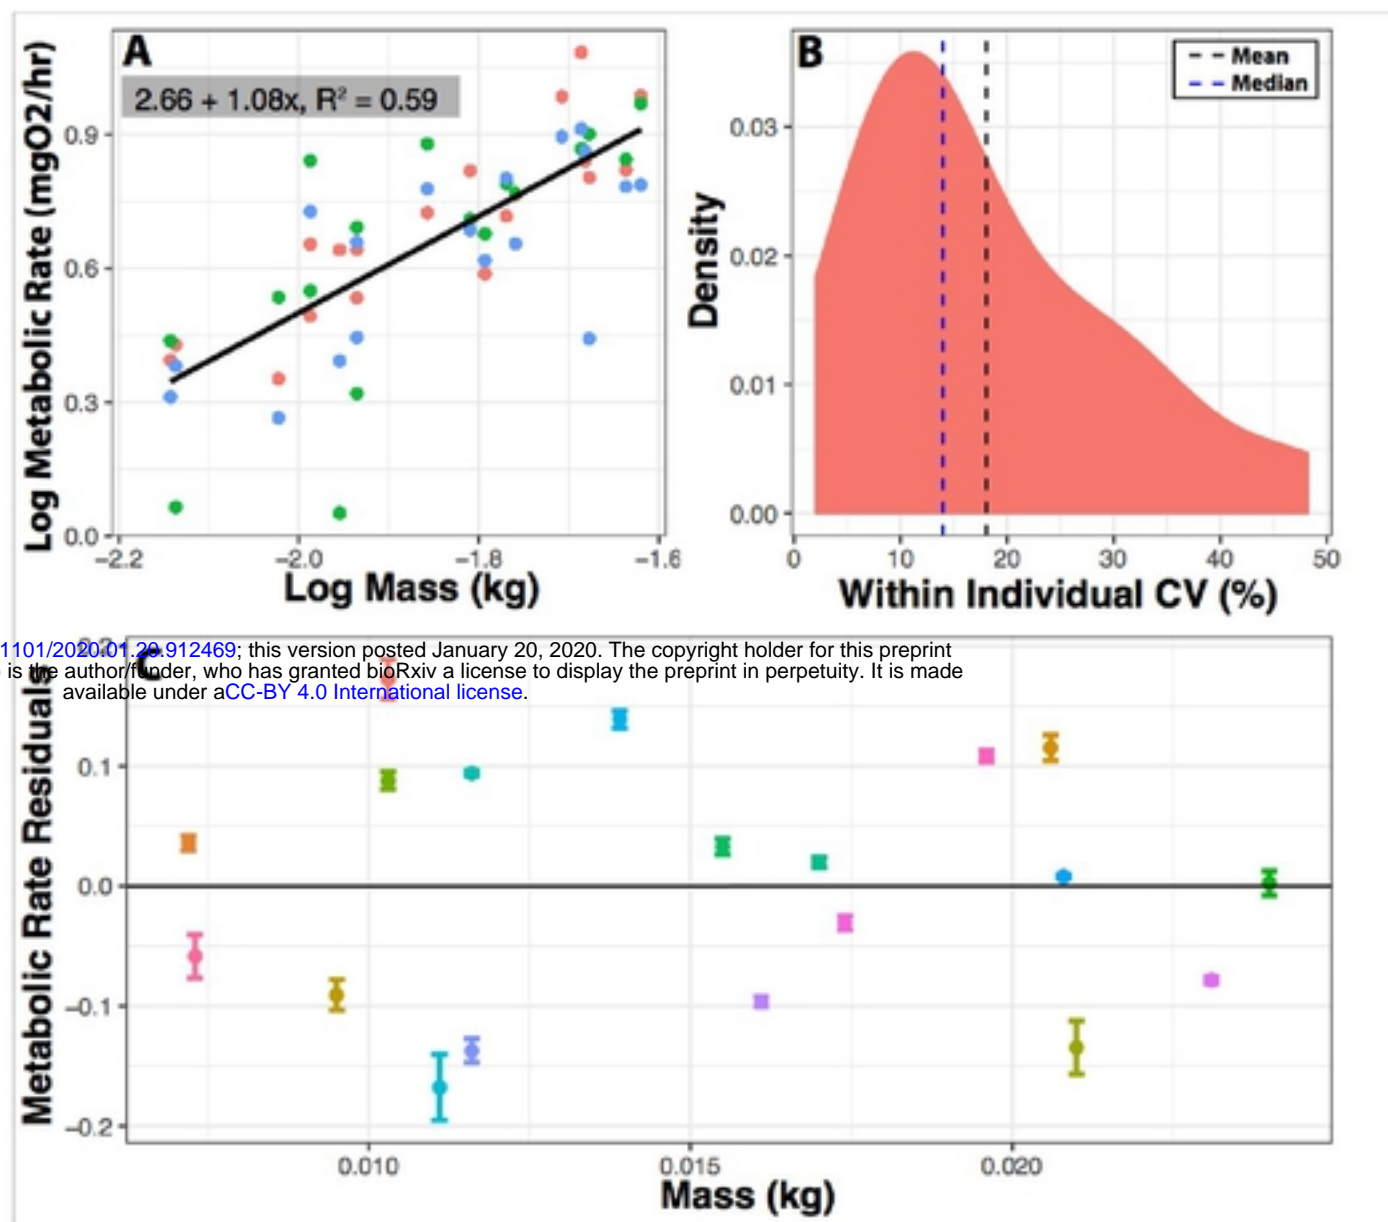 A
2.66 + 1.08x, R² = 0.59
Log Metabolic Rate (mgO2/hr)
0.9
0.6
0.3
0.0
−2.2 −2.0 −1.8 −1.6
Log Mass (kg)
B
Mean
Median
Density
0.03
0.02
0.01
0.00
0 10 20 30 40 50
Within Individual CV (%)
1101/2020.01.20.912469; this version posted January 20, 2020. The copyright holder for this preprint
is the author/funder, who has granted bioRxiv a license to display the preprint in perpetuity. It is made
available under aCC-BY 4.0 International license.
C
Metabolic Rate Residuals
0.1
0.0
−0.1
−0.2
0.010 0.015 0.020
Mass (kg)